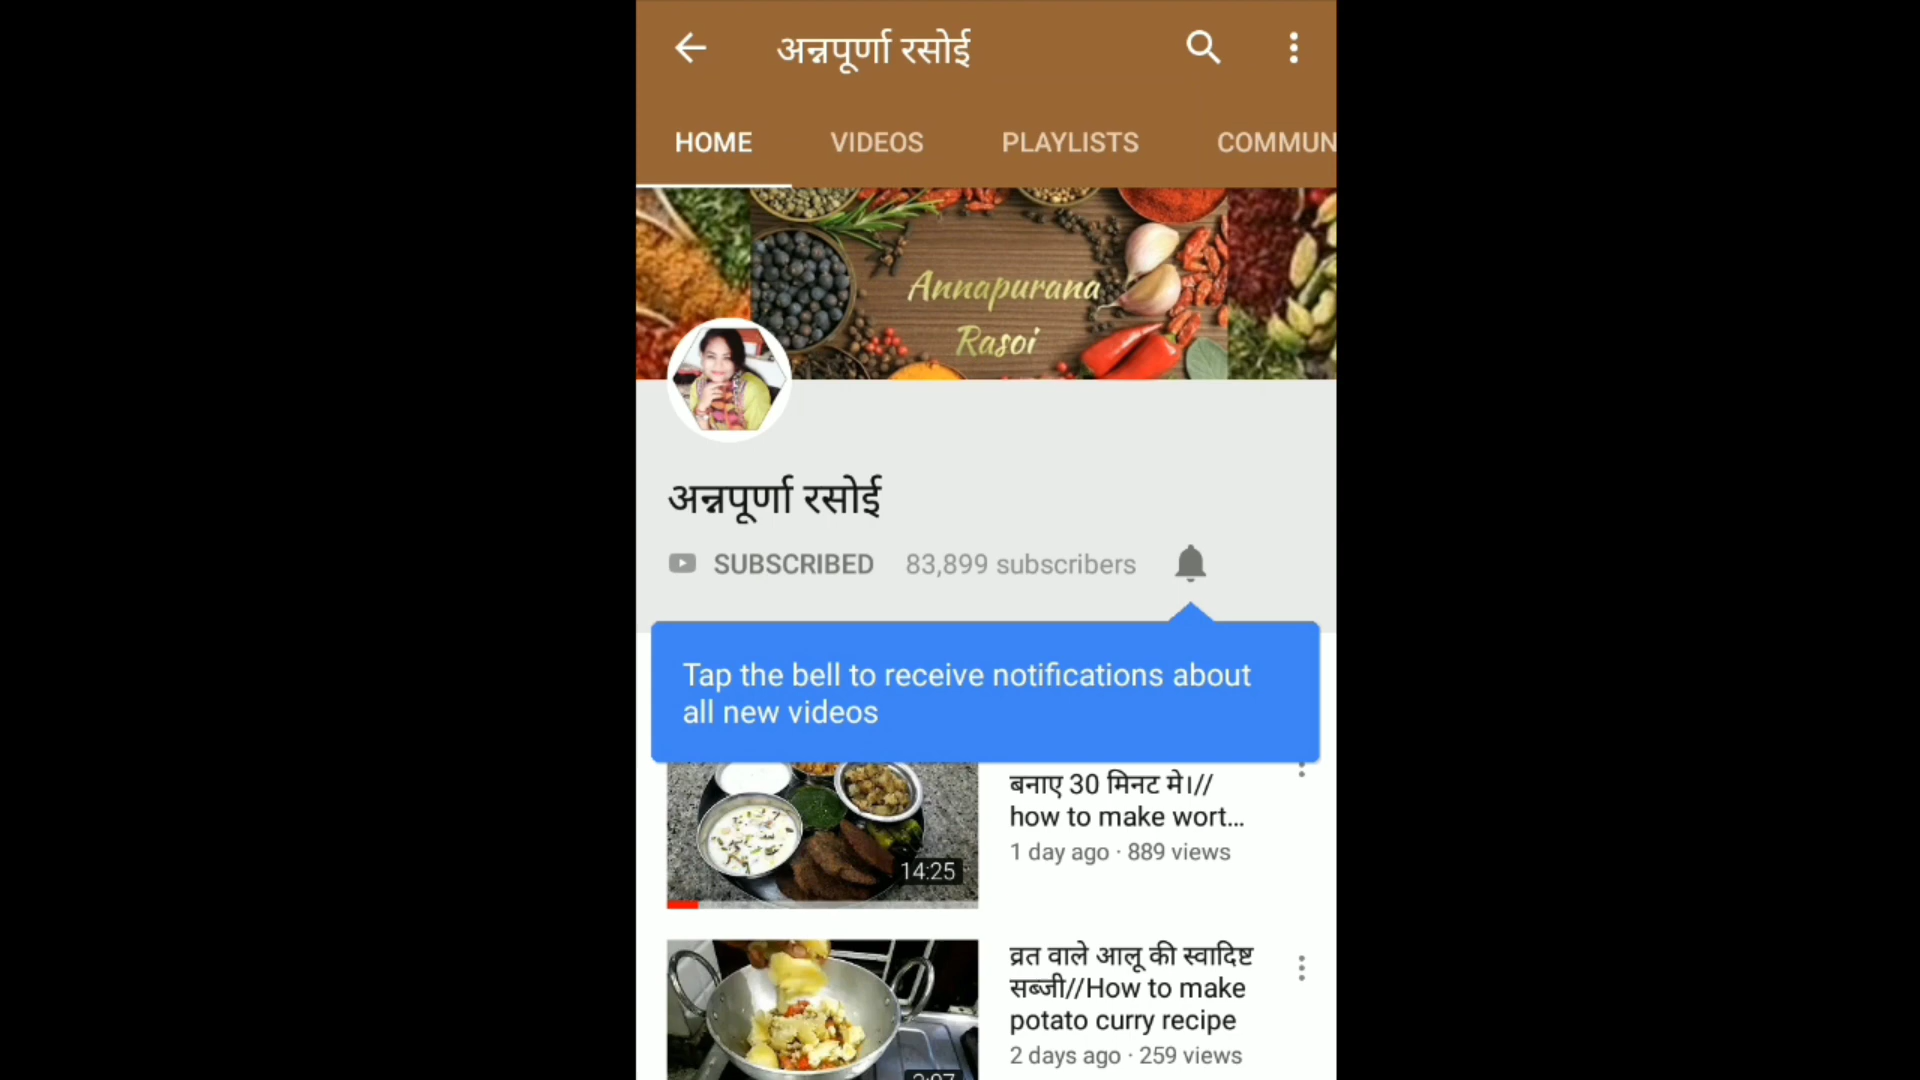 अन्नपूर्णा रसोई
HOME VIDEOS PLAYLISTS COMMUN
Annapurana
Rasoi
अन्नपूर्णा रसोई
SUBSCRIBED 83,899 subscribers
Tap the bell to receive notifications about
all new videos
बनाए 30 मिनट मे।//
how to make wort...
1 day ago · 889 views
14:25
व्रत वाले आलू की स्वादिष्ट
सब्जी//How to make
potato curry recipe
2 days ago · 259 views